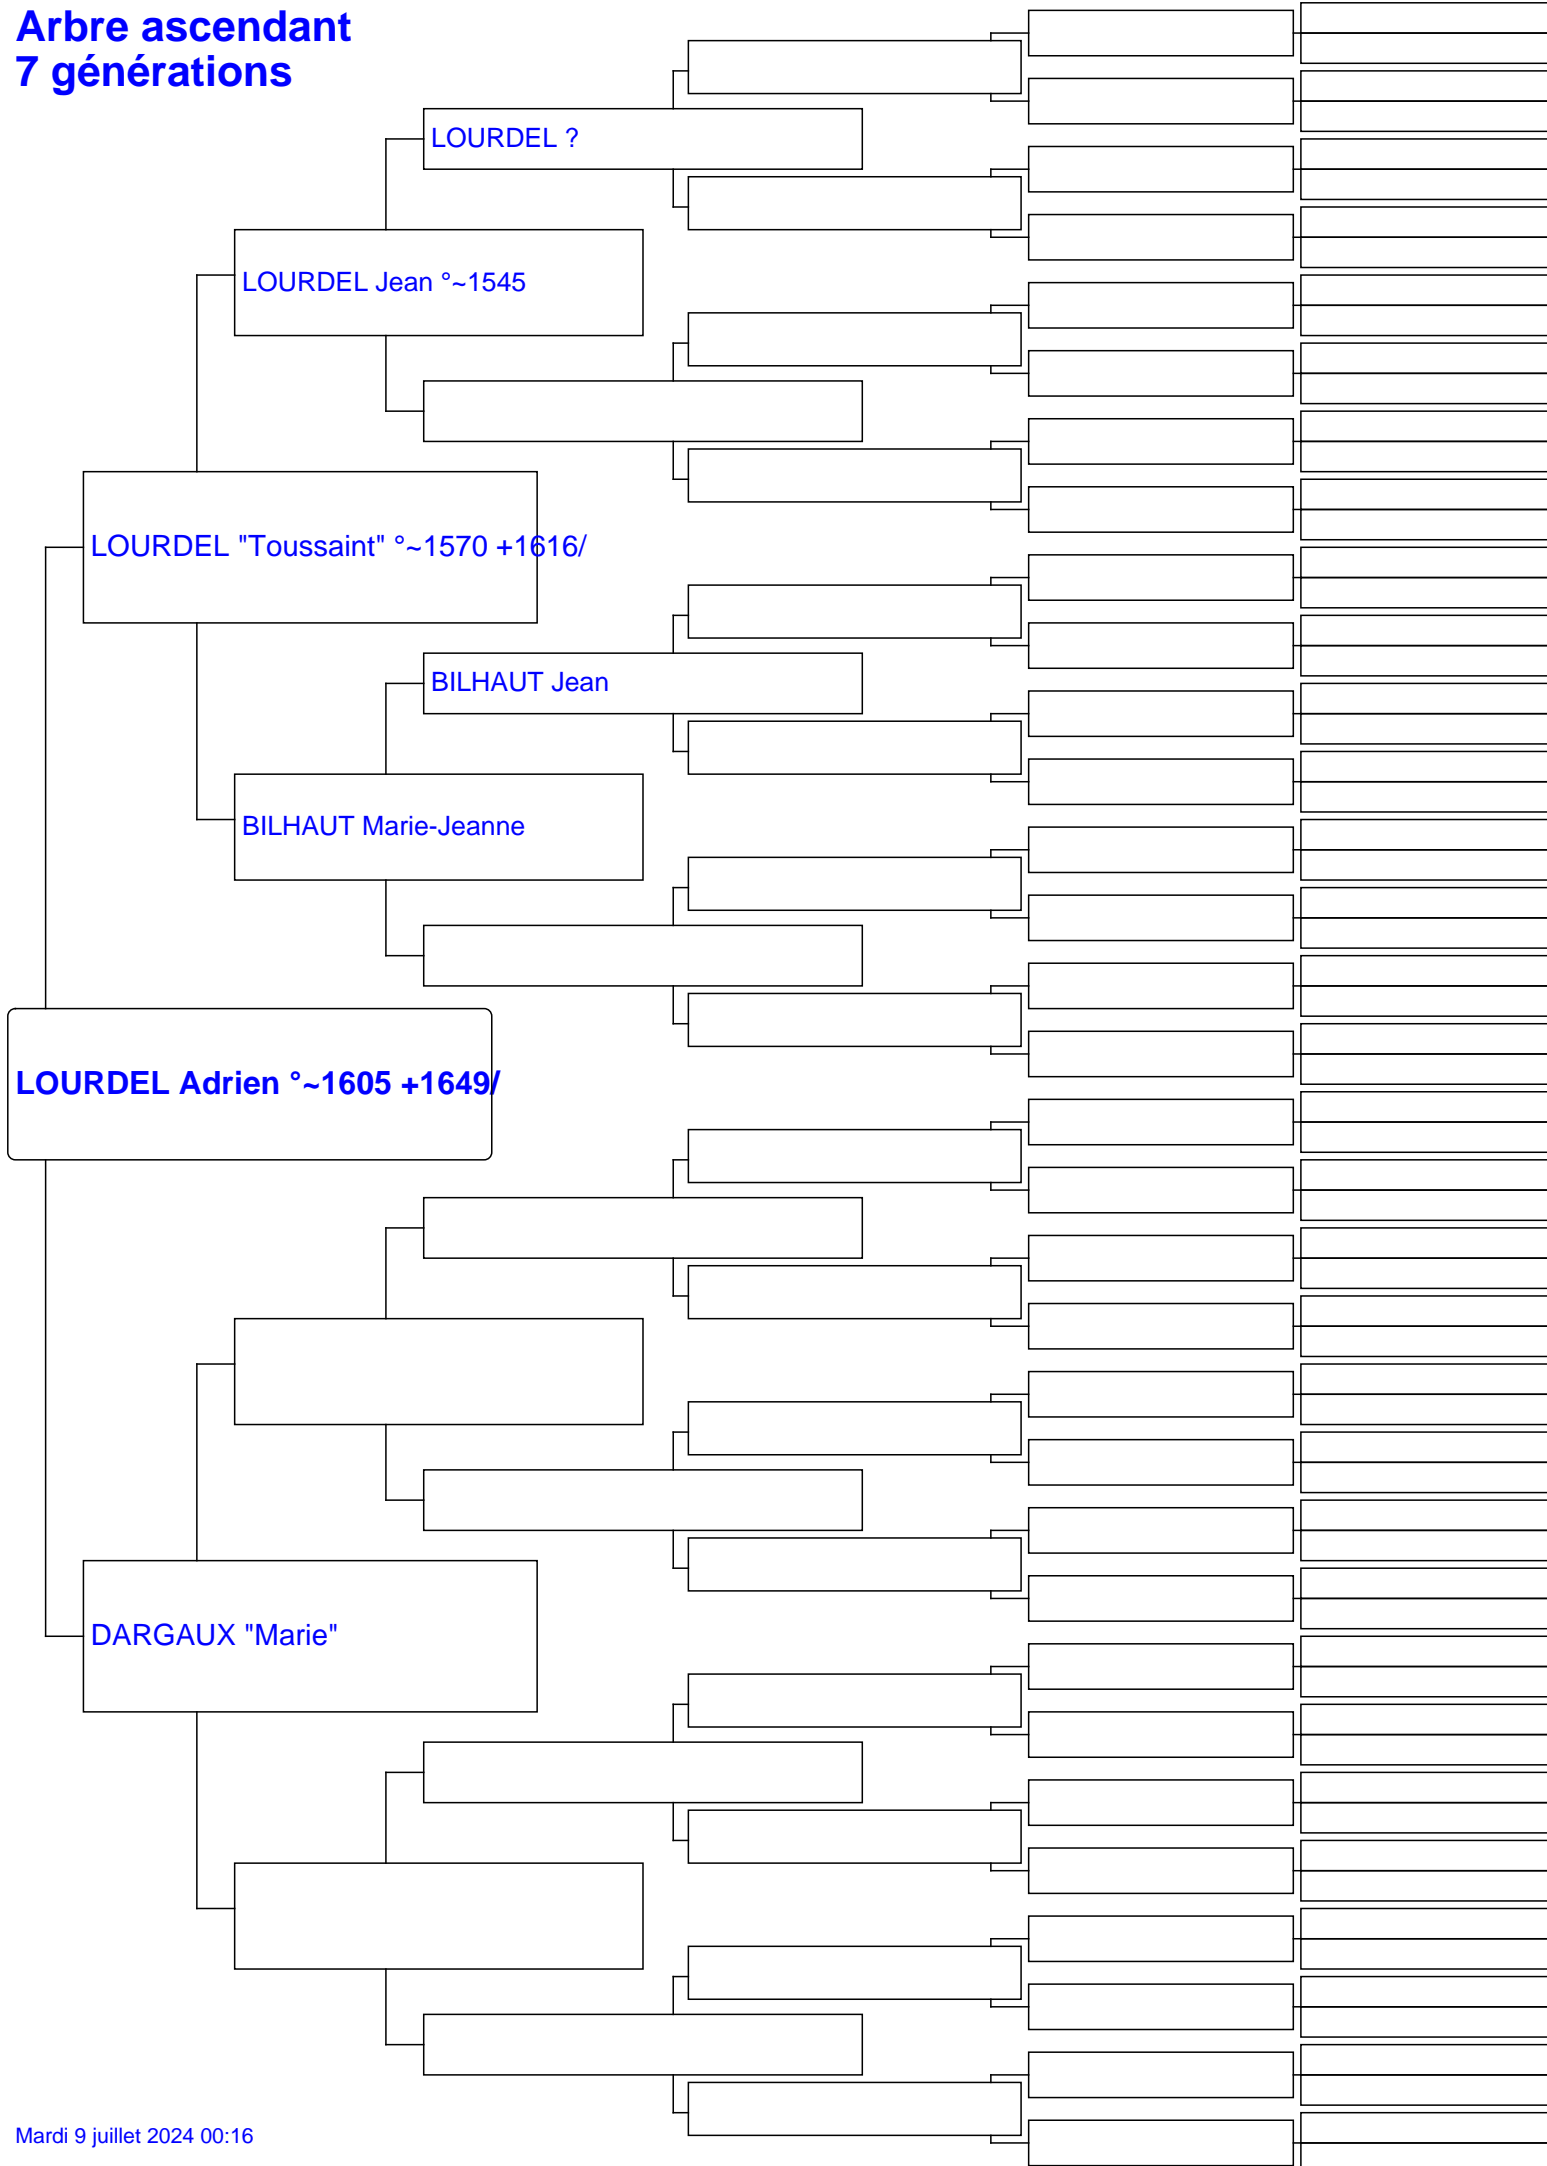 Arbre ascendant
7 générations
LOURDEL ?
LOURDEL Jean °~1545
LOURDEL "Toussaint" °~1570 +1616/
BILHAUT Jean
BILHAUT Marie-Jeanne
LOURDEL Adrien °~1605 +1649/
DARGAUX "Marie"
Mardi 9 juillet 2024 00:16